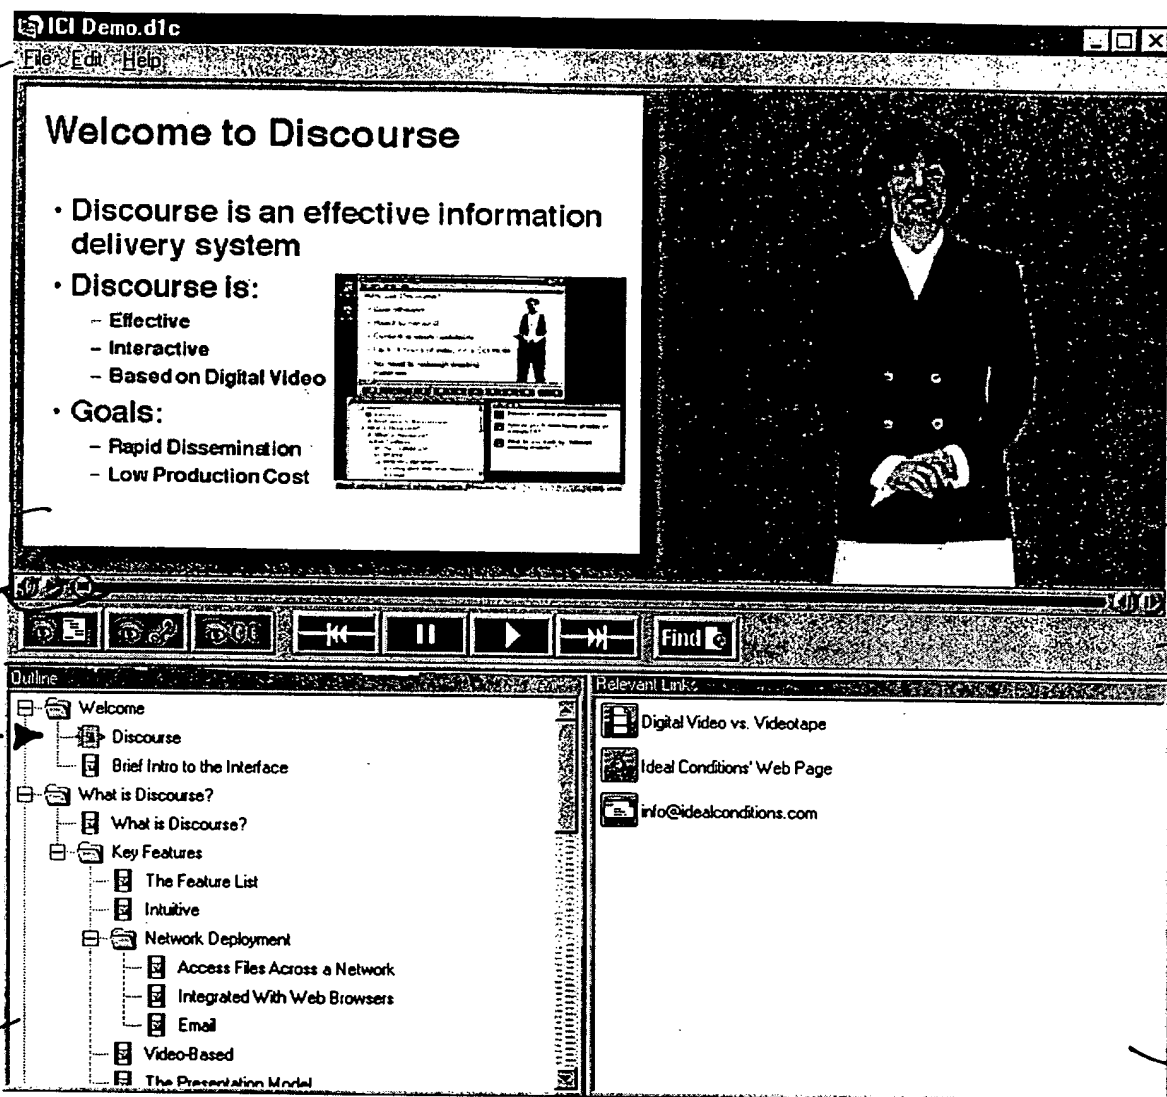 ICI Demo.d1c
File Edit Help
Welcome to Discourse
• Discourse is an effective information
delivery system
• Discourse is:
– Effective
– Interactive
– Based on Digital Video
• Goals:
– Rapid Dissemination
– Low Production Cost
CC
Find
Outline
Welcome
Discourse
Brief Intro to the Interface
What is Discourse?
What is Discourse?
Key Features
The Feature List
Intuitive
Network Deployment
Access Files Across a Network
Integrated With Web Browsers
Email
Video-Based
The Presentation Model
Relevant Links
Digital Video vs. Videotape
Ideal Conditions' Web Page
info@idealconditions.com